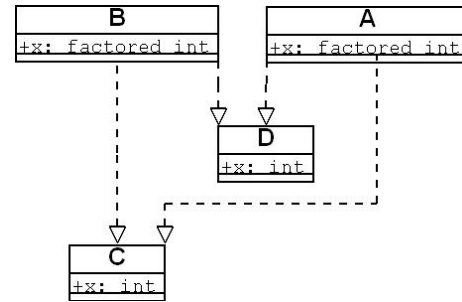 B
+x: factored int
A
+x: factored int
D
+x: int
C
+x: int